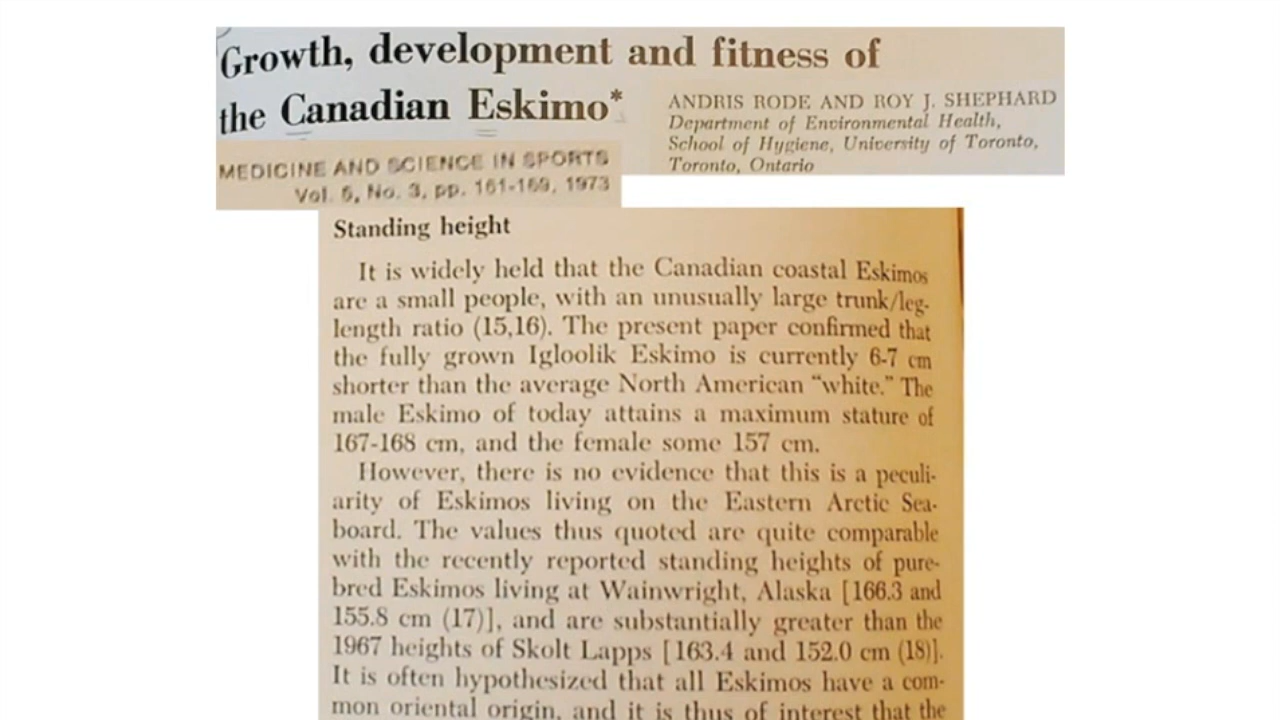 Growth, development and fitness of
the Canadian Eskimo*
ANDRIS RODE AND ROY J. SHEPHARD
Department of Environmental Health,
School of Hygiene, University of Toronto,
Toronto, Ontario
MEDICINE AND SCIENCE IN SPORTS
Vol. 5, No. 3, pp. 161-169, 1973
Standing height
It is widely held that the Canadian coastal Eskimos
are a small people, with an unusually large trunk/leg-
length ratio (15,16). The present paper confirmed that
the fully grown Igloolik Eskimo is currently 6-7 cm
shorter than the average North American "white." The
male Eskimo of today attains a maximum stature of
167-168 cm, and the female some 157 cm.
However, there is no evidence that this is a peculi-
arity of Eskimos living on the Eastern Arctic Sea-
board. The values thus quoted are quite comparable
with the recently reported standing heights of pure-
bred Eskimos living at Wainwright, Alaska [166.3 and
155.8 cm (17)], and are substantially greater than the
1967 heights of Skolt Lapps [163.4 and 152.0 cm (18)].
It is often hypothesized that all Eskimos have a com-
mon oriental origin, and it is thus of interest that the